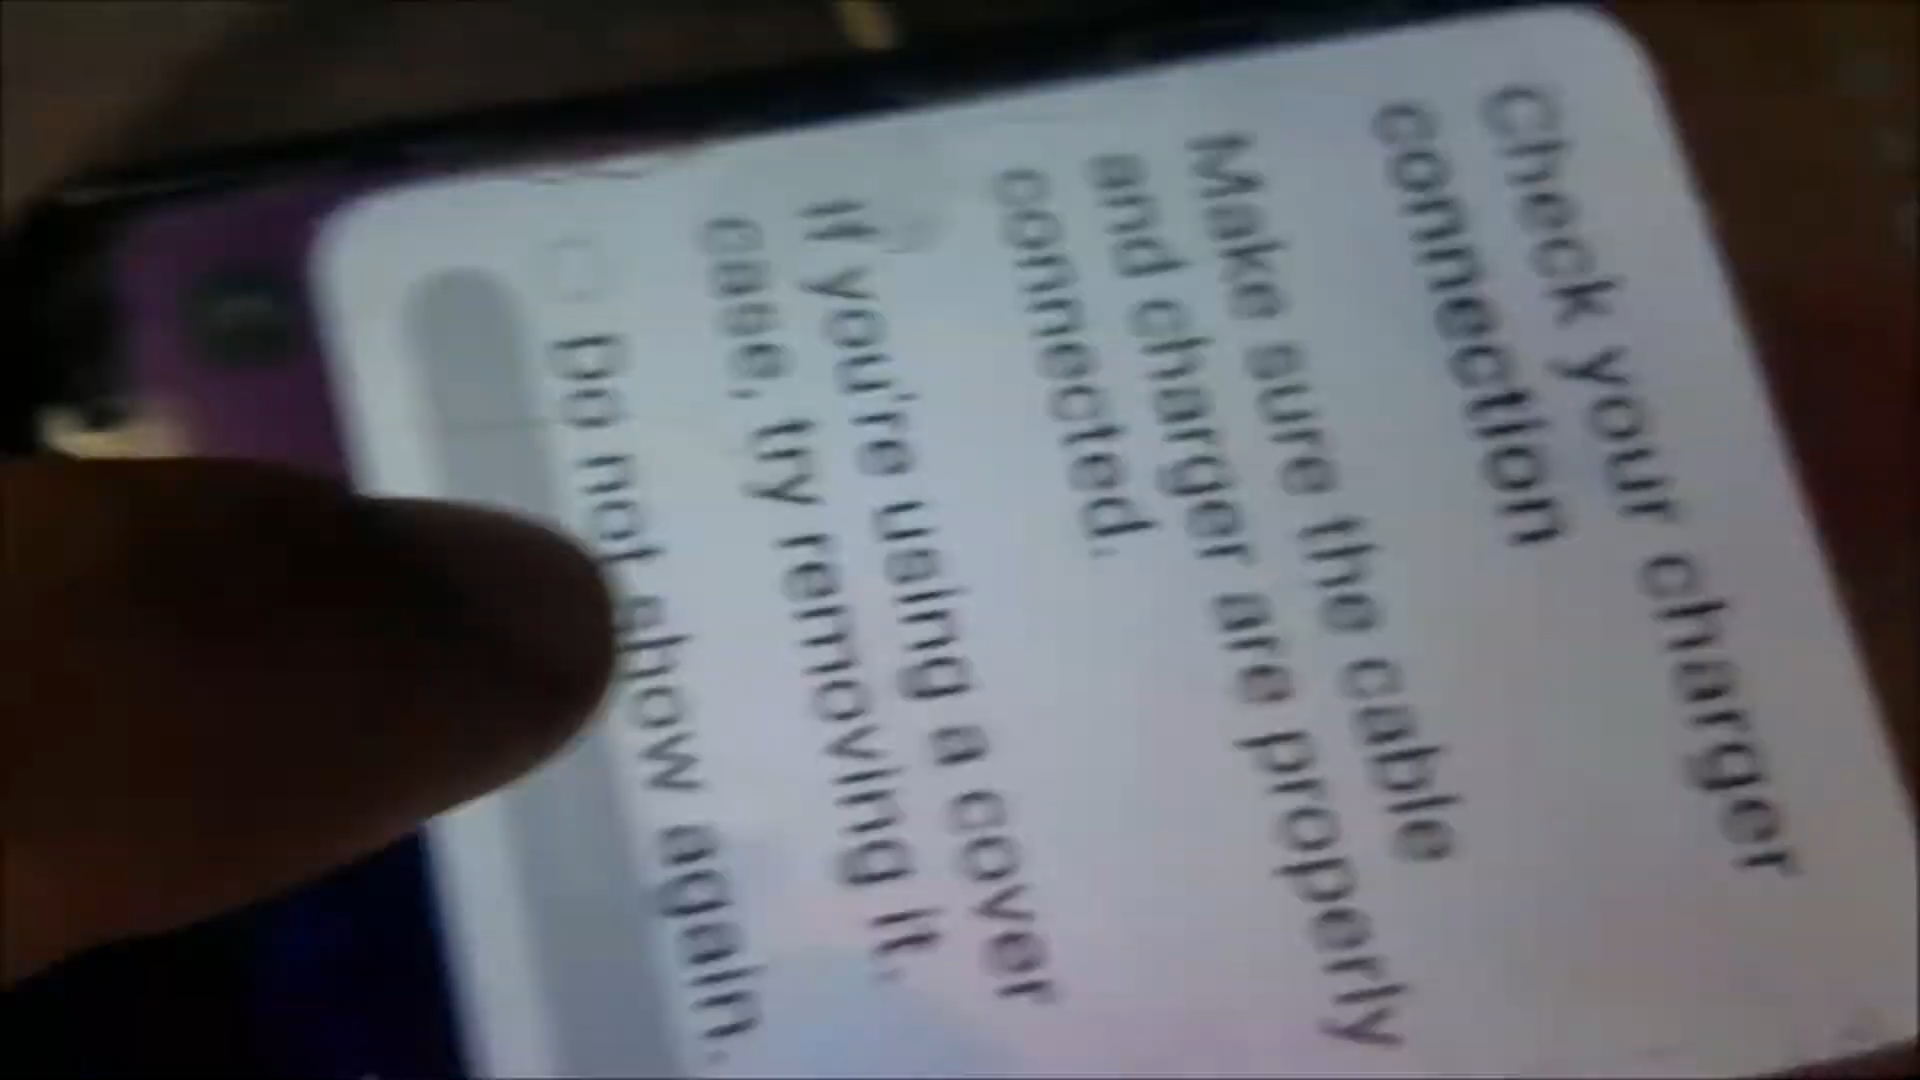 Check your charger
connection
Make sure the cable
and charger are properly
connected.
If you're using a cover
case, try removing it.
Do not show again.